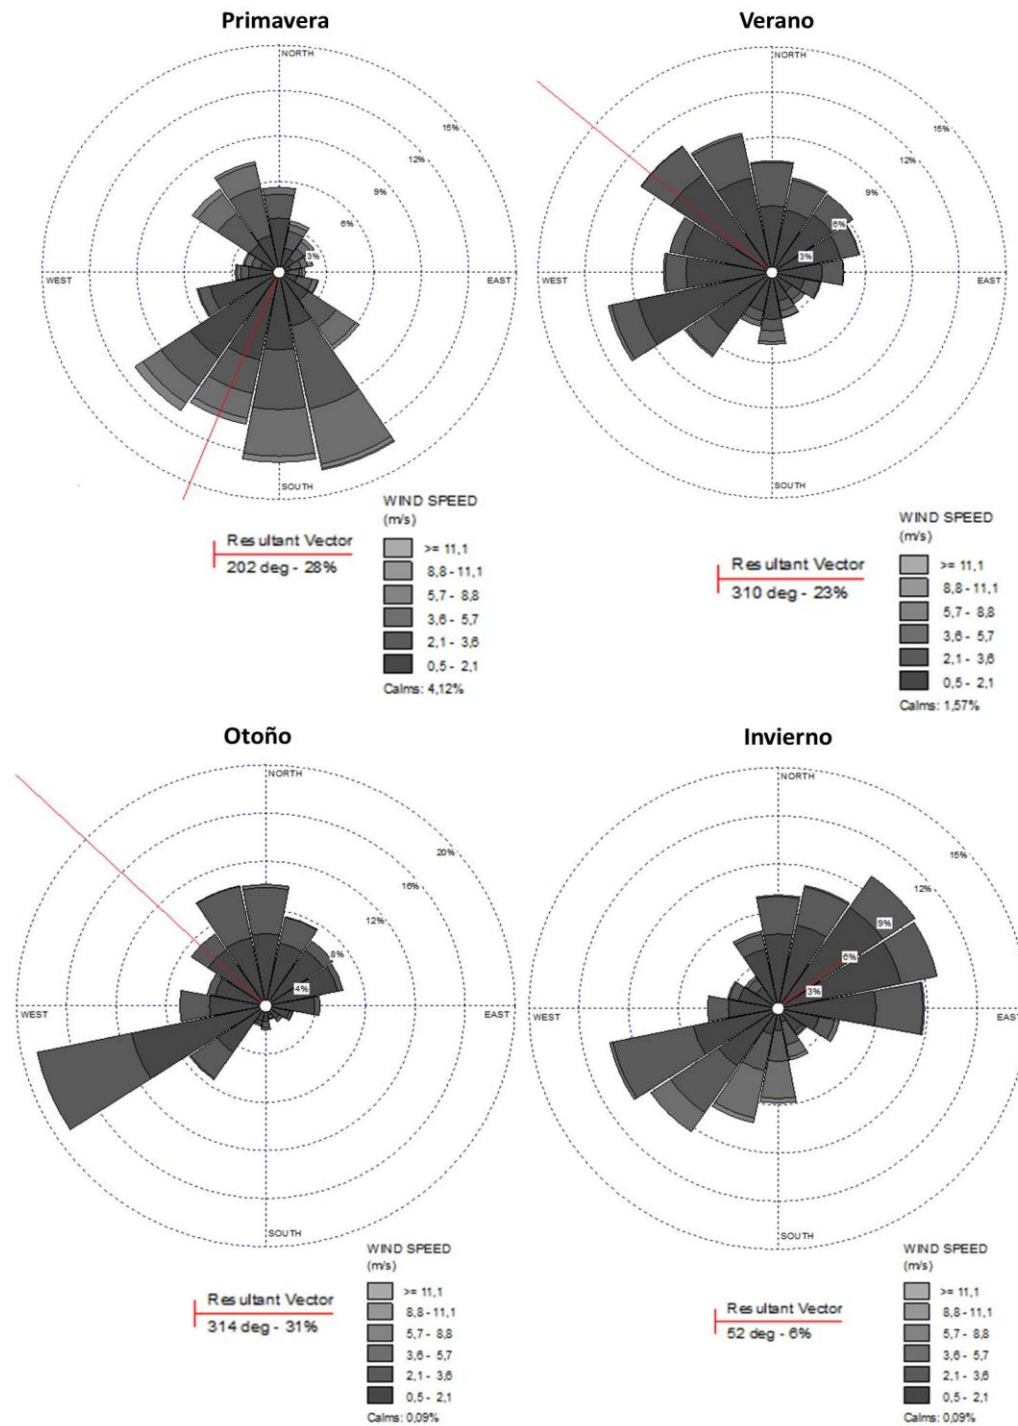 Primavera
NORTH
15%
12%
9%
6%
3%
WEST
EAST
SOUTH
Resultant Vector
202 deg - 28%
WIND SPEED
(m/s)
>= 11,1
8,8 - 11,1
5,7 - 8,8
3,6 - 5,7
2,1 - 3,6
0,5 - 2,1
Calms: 4,12%
Verano
NORTH
15%
12%
9%
6%
3%
WEST
EAST
SOUTH
Resultant Vector
310 deg - 23%
WIND SPEED
(m/s)
>= 11,1
8,8 - 11,1
5,7 - 8,8
3,6 - 5,7
2,1 - 3,6
0,5 - 2,1
Calms: 1,57%
Otoño
NORTH
20%
16%
12%
8%
4%
WEST
EAST
SOUTH
Resultant Vector
314 deg - 31%
WIND SPEED
(m/s)
>= 11,1
8,8 - 11,1
5,7 - 8,8
3,6 - 5,7
2,1 - 3,6
0,5 - 2,1
Calms: 0,09%
Invierno
NORTH
15%
12%
9%
6%
3%
WEST
EAST
SOUTH
Resultant Vector
52 deg - 6%
WIND SPEED
(m/s)
>= 11,1
8,8 - 11,1
5,7 - 8,8
3,6 - 5,7
2,1 - 3,6
0,5 - 2,1
Calms: 0,09%